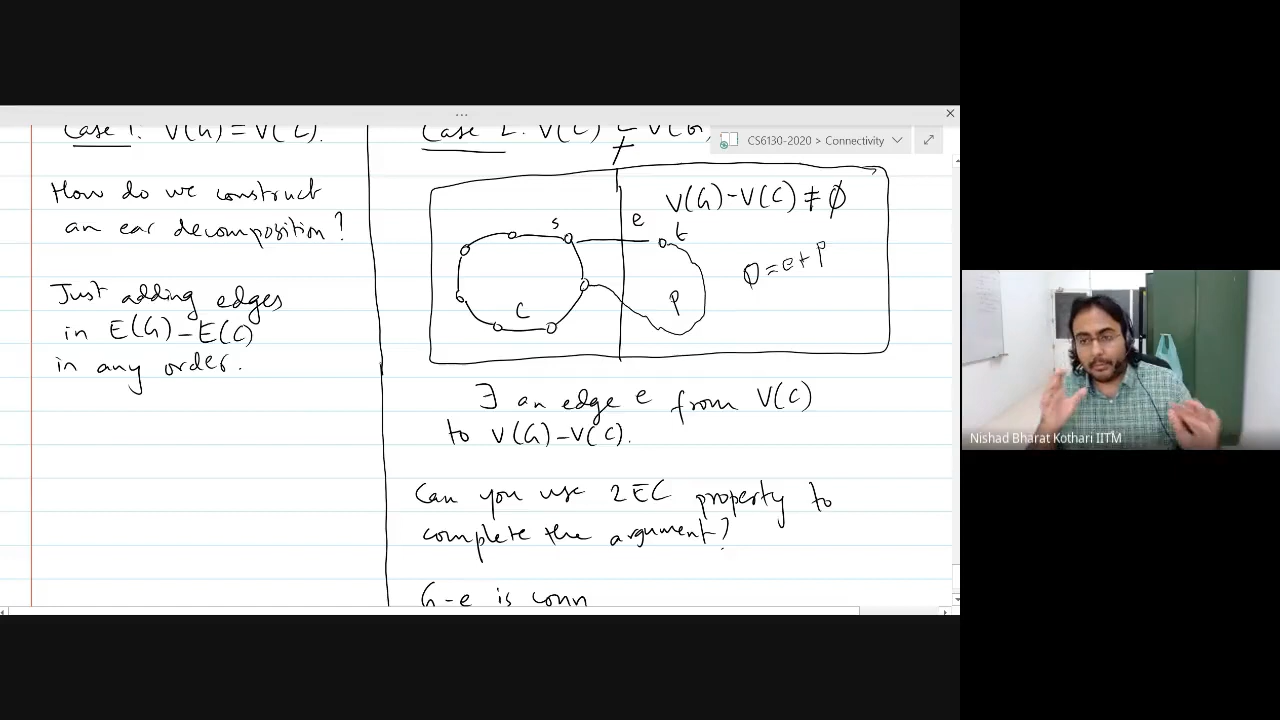 Case 1. V(G) = V(C).
How do we construct
an ear decomposition?
Just adding edges
in E(G) - E(C)
in any order.
Case 2. V(C) ⊊ V(G)
CS6130-2020 > Connectivity
V(G) - V(C) ≠ ∅
s
e
t
Q = e + P
P
C
∃ an edge e from V(C)
to V(G) - V(C).
Can you use 2EC property to
complete the argument?
G - e is conn
Nishad Bharat Kothari IITM